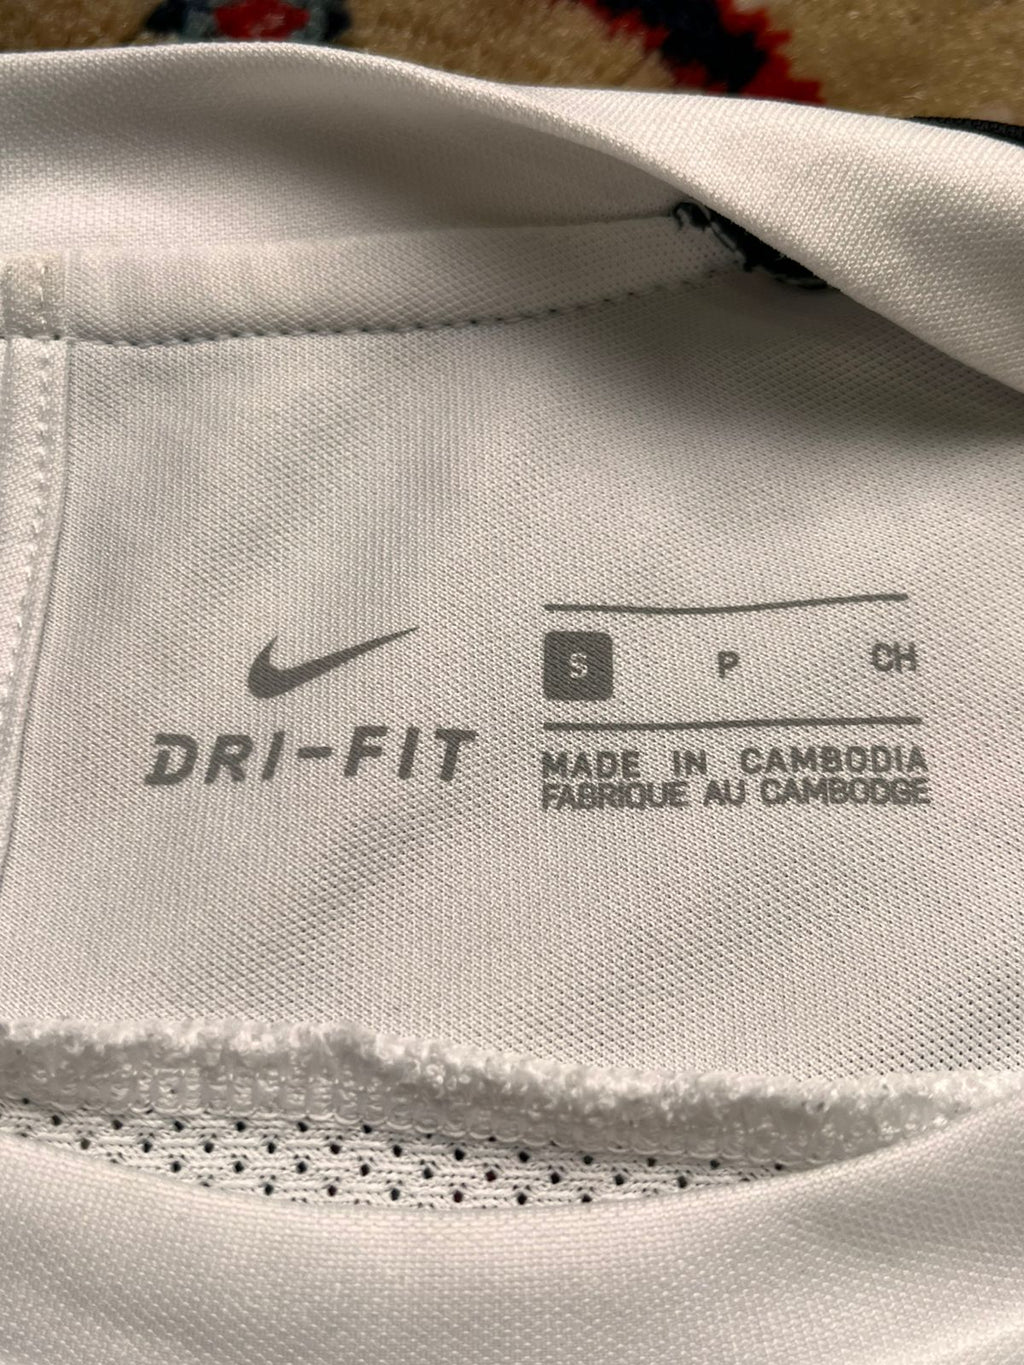 DRI-FIT
S P CH
MADE IN CAMBODIA
FABRIQUE AU CAMBODGE